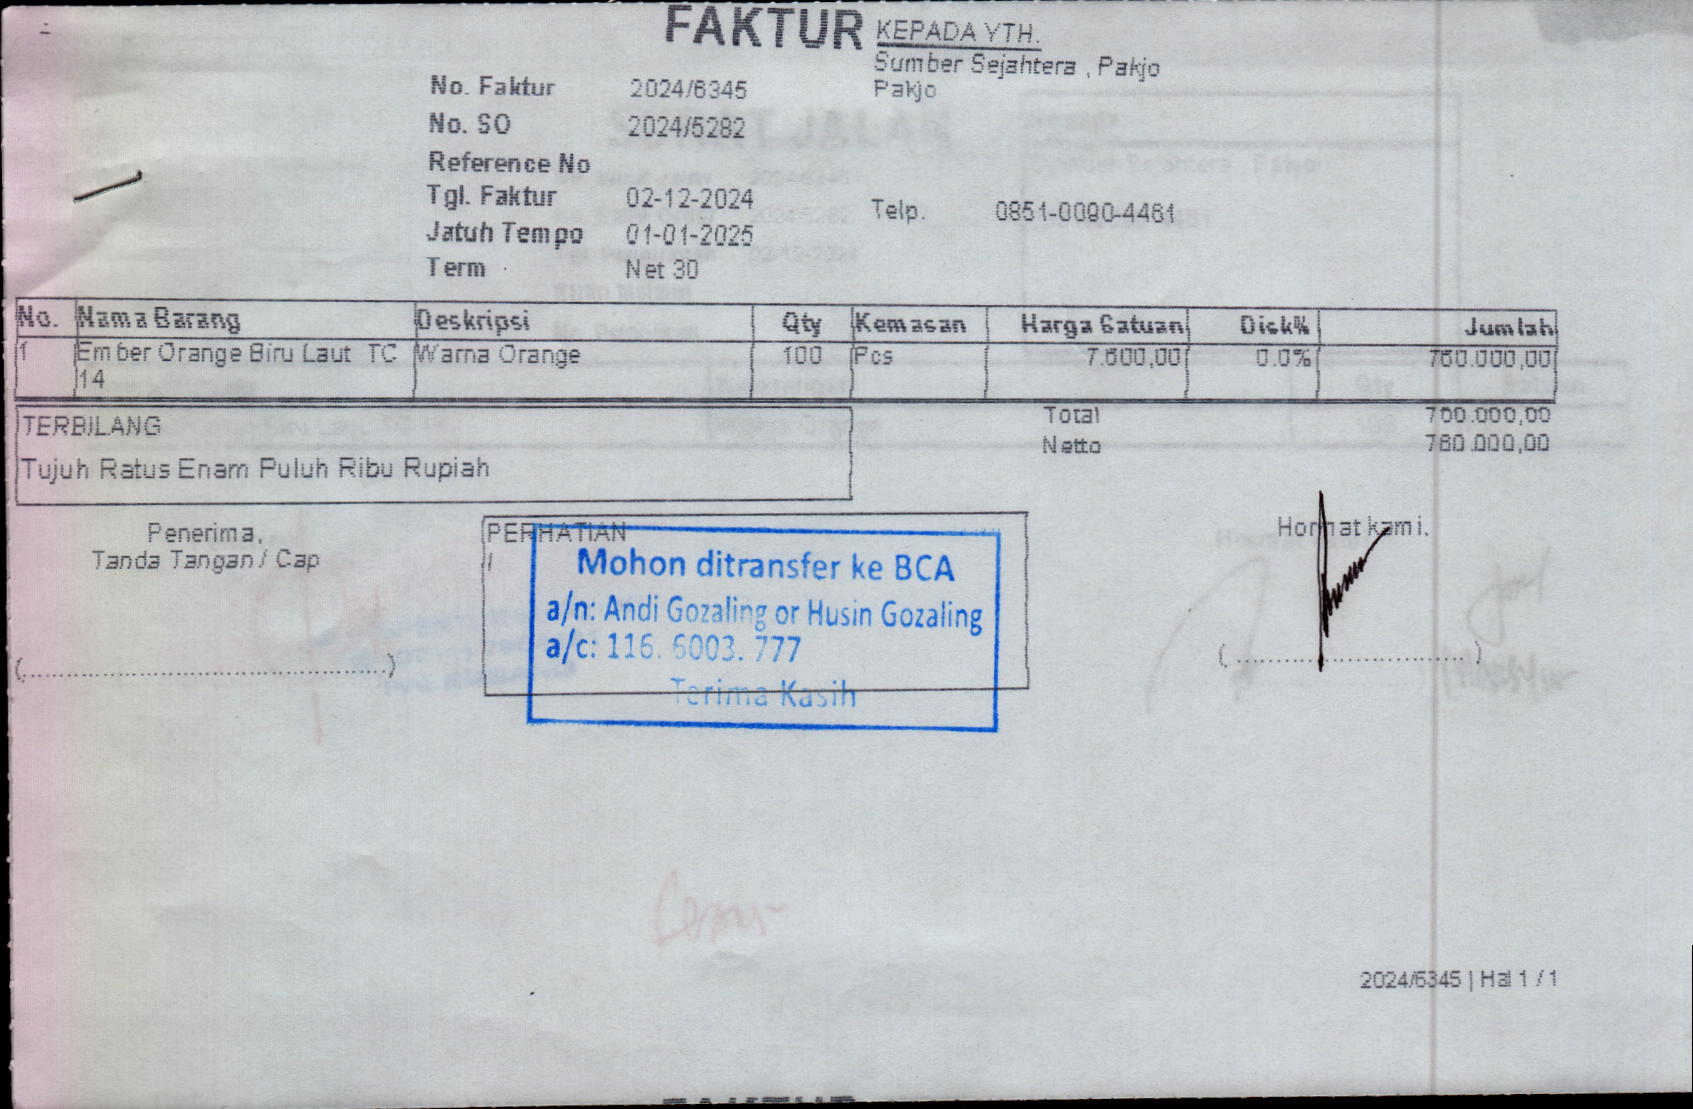 FAKTUR
KEPADA YTH.
Sumber Sejahtera , Pakjo
Pakjo
No. Faktur 2024/6345
No. SO 2024/5282
Reference No
Tgl. Faktur 02-12-2024
Telp. 0851-0090-4461
Jatuh Tempo 01-01-2025
Term Net 30
No. Nama Barang Deskripsi Qty Kemasan Harga Satuan Disk% Jumlah
1 Ember Orange Biru Laut TC Warna Orange 100 Pcs 7.600,00 0.0% 760.000,00
14
TERBILANG
Tujuh Ratus Enam Puluh Ribu Rupiah
Total 760.000,00
Netto 760.000,00
Penerima,
Tanda Tangan / Cap
PERHATIAN
Mohon ditransfer ke BCA
a/n: Andi Gozaling or Husin Gozaling
a/c: 116. 6003. 777
Terima Kasih
Hormat kami.
2024/6345 | Hal 1 / 1
FAKTUR